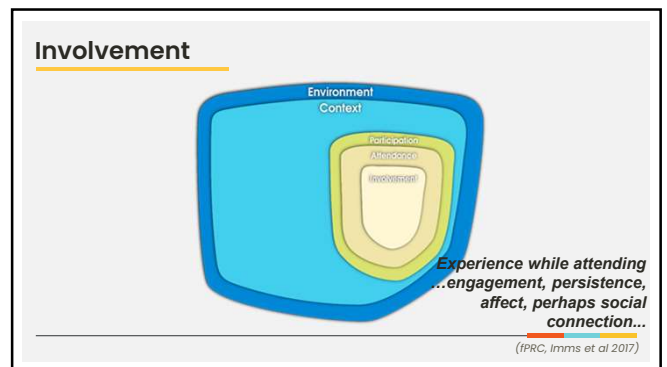 Involvement
Environment
Context
Participation
Attendance
Involvement
Experience while attending
...engagement, persistence,
affect, perhaps social
connection...
(fPRC, Imms et al 2017)